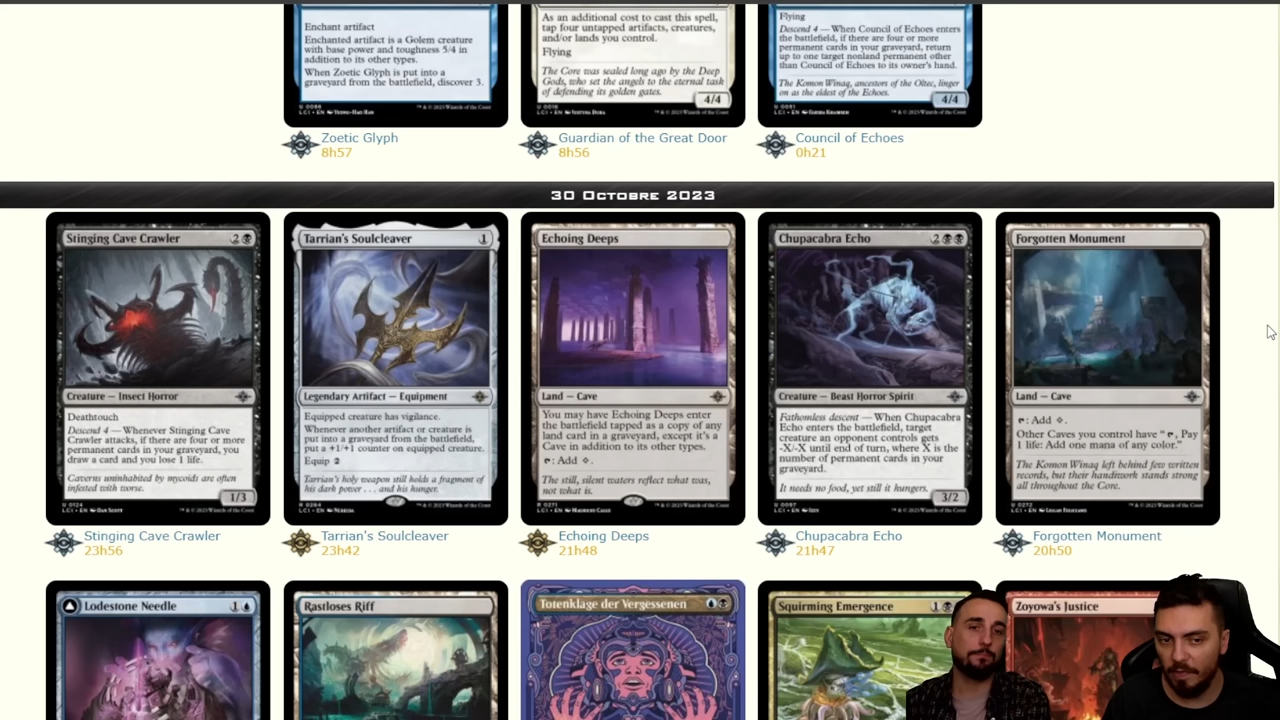 Enchant artifact
Enchanted artifact is a Golem creature
with base power and toughness 5/4 in
addition to its other types.
When Zoetic Glyph is put into a
graveyard from the battlefield, discover 3.
Zoetic Glyph
8h57
As an additional cost to cast this spell,
tap four untapped artifacts, creatures,
and/or lands you control.
Flying
The Core was sealed long ago by the Deep
Gods, who set the angels to the eternal task
of defending its golden gates.
4/4
Guardian of the Great Door
8h56
Flying
Descend 4 — When Council of Echoes enters
the battlefield, if there are four or more
permanent cards in your graveyard, return
up to one target nonland permanent other
than Council of Echoes to its owner's hand.
The Komon Winaq, ancestors of the Oltec, linger
on as the eldest of the Echoes.
4/4
Council of Echoes
0h21
30 Octobre 2023
Stinging Cave Crawler 2
Creature — Insect Horror
Deathtouch
Descend 4 — Whenever Stinging Cave
Crawler attacks, if there are four or more
permanent cards in your graveyard, you
draw a card and you lose 1 life.
Caverns uninhabited by mycoids are often
infested with worse.
1/3
Stinging Cave Crawler
23h56
Tarrian's Soulcleaver 1
Legendary Artifact — Equipment
Equipped creature has vigilance.
Whenever another artifact or creature is
put into a graveyard from the battlefield,
put a +1/+1 counter on equipped creature.
Equip 2
Tarrian's holy weapon still holds a fragment of
his dark power . . . and his hunger.
Tarrian's Soulcleaver
23h42
Echoing Deeps
Land — Cave
You may have Echoing Deeps enter
the battlefield tapped as a copy of any
land card in a graveyard, except it's a
Cave in addition to its other types.
: Add .
The still, silent waters reflect what was,
not what is.
Echoing Deeps
21h48
Chupacabra Echo 2
Creature — Beast Horror Spirit
Fathomless descent — When Chupacabra
Echo enters the battlefield, target
creature an opponent controls gets
-X/-X until end of turn, where X is the
number of permanent cards in your
graveyard.
It needs no food, yet still it hungers.
3/2
Chupacabra Echo
21h47
Forgotten Monument
Land — Cave
: Add .
Other Caves you control have ", Pay
1 life: Add one mana of any color."
The Komon Winaq left behind few written
records, but their handiwork stands strong
all throughout the Core.
Forgotten Monument
20h50
Lodestone Needle 1
Rastloses Riff
Totenklage der Vergessenen
Squirming Emergence 1
Zoyowa's Justice